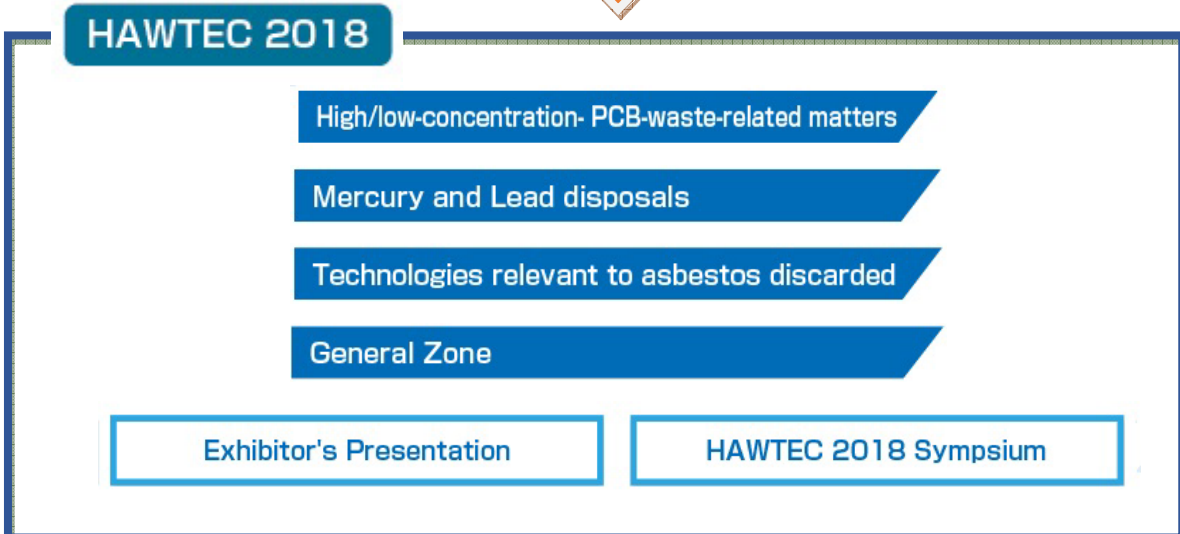 HAWTEC 2018
High/low-concentration- PCB-waste-related matters
Mercury and Lead disposals
Technologies relevant to asbestos discarded
General Zone
Exhibitor's Presentation
HAWTEC 2018 Sympsium